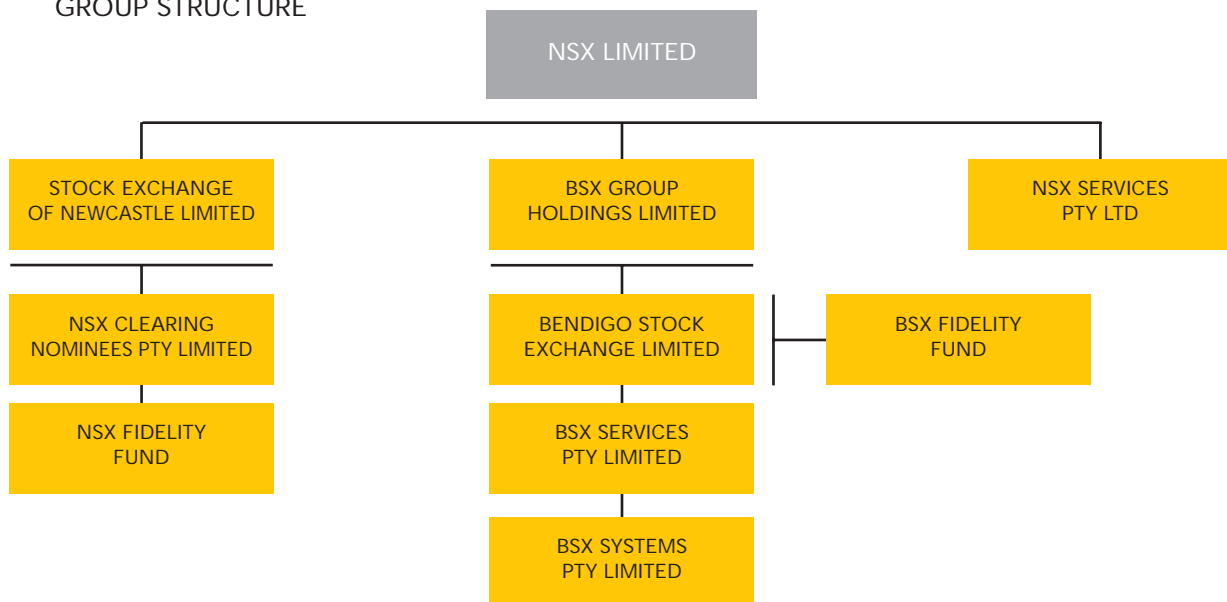 GROUP STRUCTURE
NSX LIMITED
STOCK EXCHANGE
OF NEWCASTLE LIMITED
BSX GROUP
HOLDINGS LIMITED
NSX SERVICES
PTY LTD
NSX CLEARING
NOMINEES PTY LIMITED
BENDIGO STOCK
EXCHANGE LIMITED
BSX FIDELITY
FUND
NSX FIDELITY
FUND
BSX SERVICES
PTY LIMITED
BSX SYSTEMS
PTY LIMITED